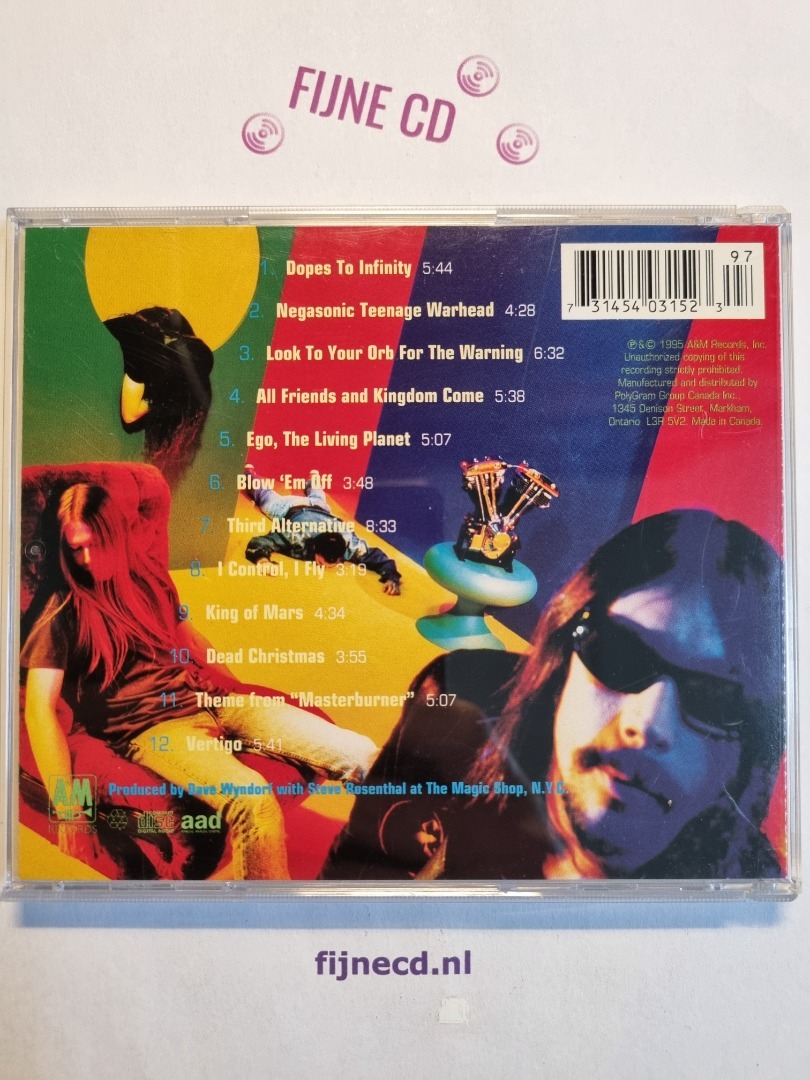 FIJNE CD
1. Dopes To Infinity 5:44
2. Negasonic Teenage Warhead 4:28
3. Look To Your Orb For The Warning 6:32
4. All Friends and Kingdom Come 5:38
5. Ego, The Living Planet 5:07
6. Blow 'Em Off 3:48
7. Third Alternative 8:33
8. I Control, I Fly 3:19
9. King of Mars 4:34
10. Dead Christmas 3:55
11. Theme from "Masterburner" 5:07
12. Vertigo 5:41
97
7 31454 03152 3
℗&© 1995 A&M Records, Inc.
Unauthorized copying of this
recording strictly prohibited.
Manufactured and distributed by
PolyGram Group Canada Inc.,
1345 Denison Street, Markham,
Ontario L3R 5V2. Made in Canada.
Produced by Dave Wyndorf with Steve Rosenthal at The Magic Shop, N.Y.C.
A&M
RECORDS
COMPACT
disc
DIGITAL AUDIO
aad
fijnecd.nl